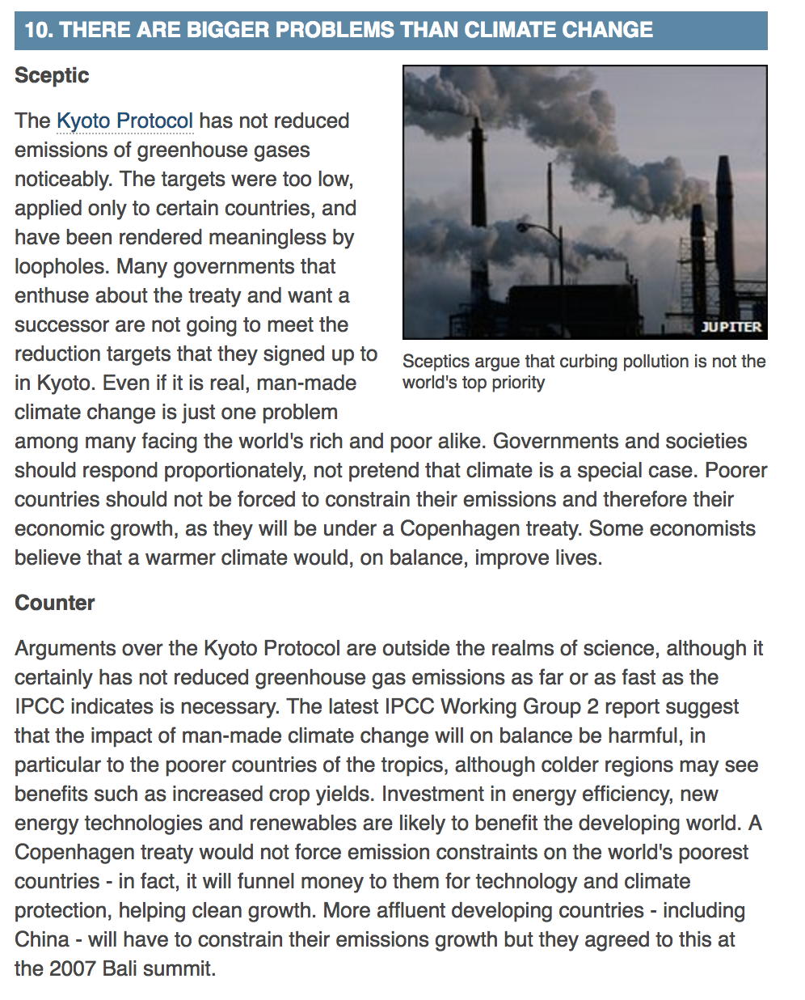 10. THERE ARE BIGGER PROBLEMS THAN CLIMATE CHANGE
Sceptic
The Kyoto Protocol has not reduced
emissions of greenhouse gases
noticeably. The targets were too low,
applied only to certain countries, and
have been rendered meaningless by
loopholes. Many governments that
enthuse about the treaty and want a
successor are not going to meet the
reduction targets that they signed up to
in Kyoto. Even if it is real, man-made
climate change is just one problem
among many facing the world's rich and poor alike. Governments and societies
should respond proportionately, not pretend that climate is a special case. Poorer
countries should not be forced to constrain their emissions and therefore their
economic growth, as they will be under a Copenhagen treaty. Some economists
believe that a warmer climate would, on balance, improve lives.
JUPITER
Sceptics argue that curbing pollution is not the
world's top priority
Counter
Arguments over the Kyoto Protocol are outside the realms of science, although it
certainly has not reduced greenhouse gas emissions as far or as fast as the
IPCC indicates is necessary. The latest IPCC Working Group 2 report suggest
that the impact of man-made climate change will on balance be harmful, in
particular to the poorer countries of the tropics, although colder regions may see
benefits such as increased crop yields. Investment in energy efficiency, new
energy technologies and renewables are likely to benefit the developing world. A
Copenhagen treaty would not force emission constraints on the world's poorest
countries - in fact, it will funnel money to them for technology and climate
protection, helping clean growth. More affluent developing countries - including
China - will have to constrain their emissions growth but they agreed to this at
the 2007 Bali summit.